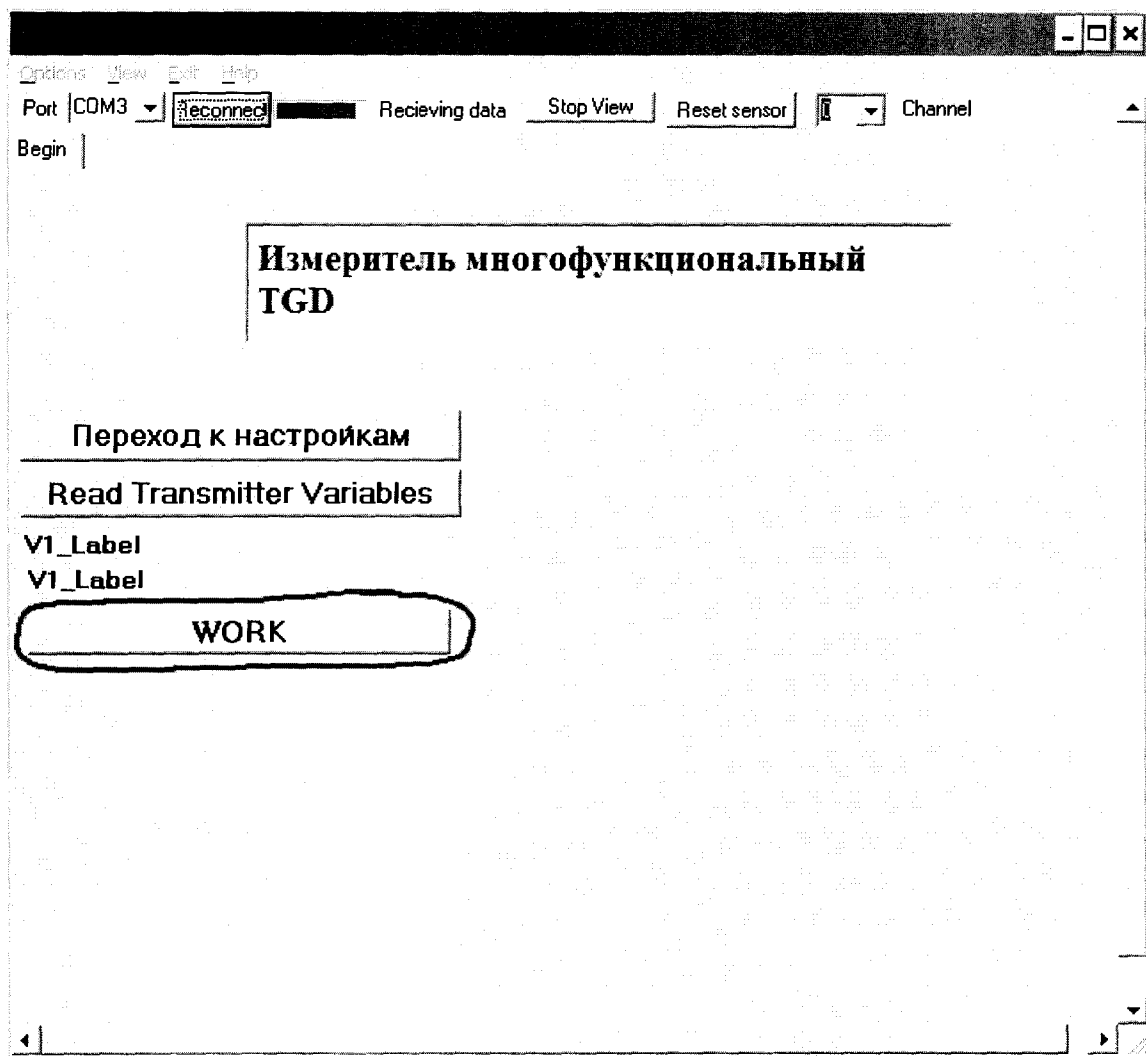 Options View Exit Help
Port COM3 Reconnect Recieving data Stop View Reset sensor Channel
Begin
Измеритель многофункциональный
TGD
Переход к настройкам
Read Transmitter Variables
V1_Label
V1_Label
WORK